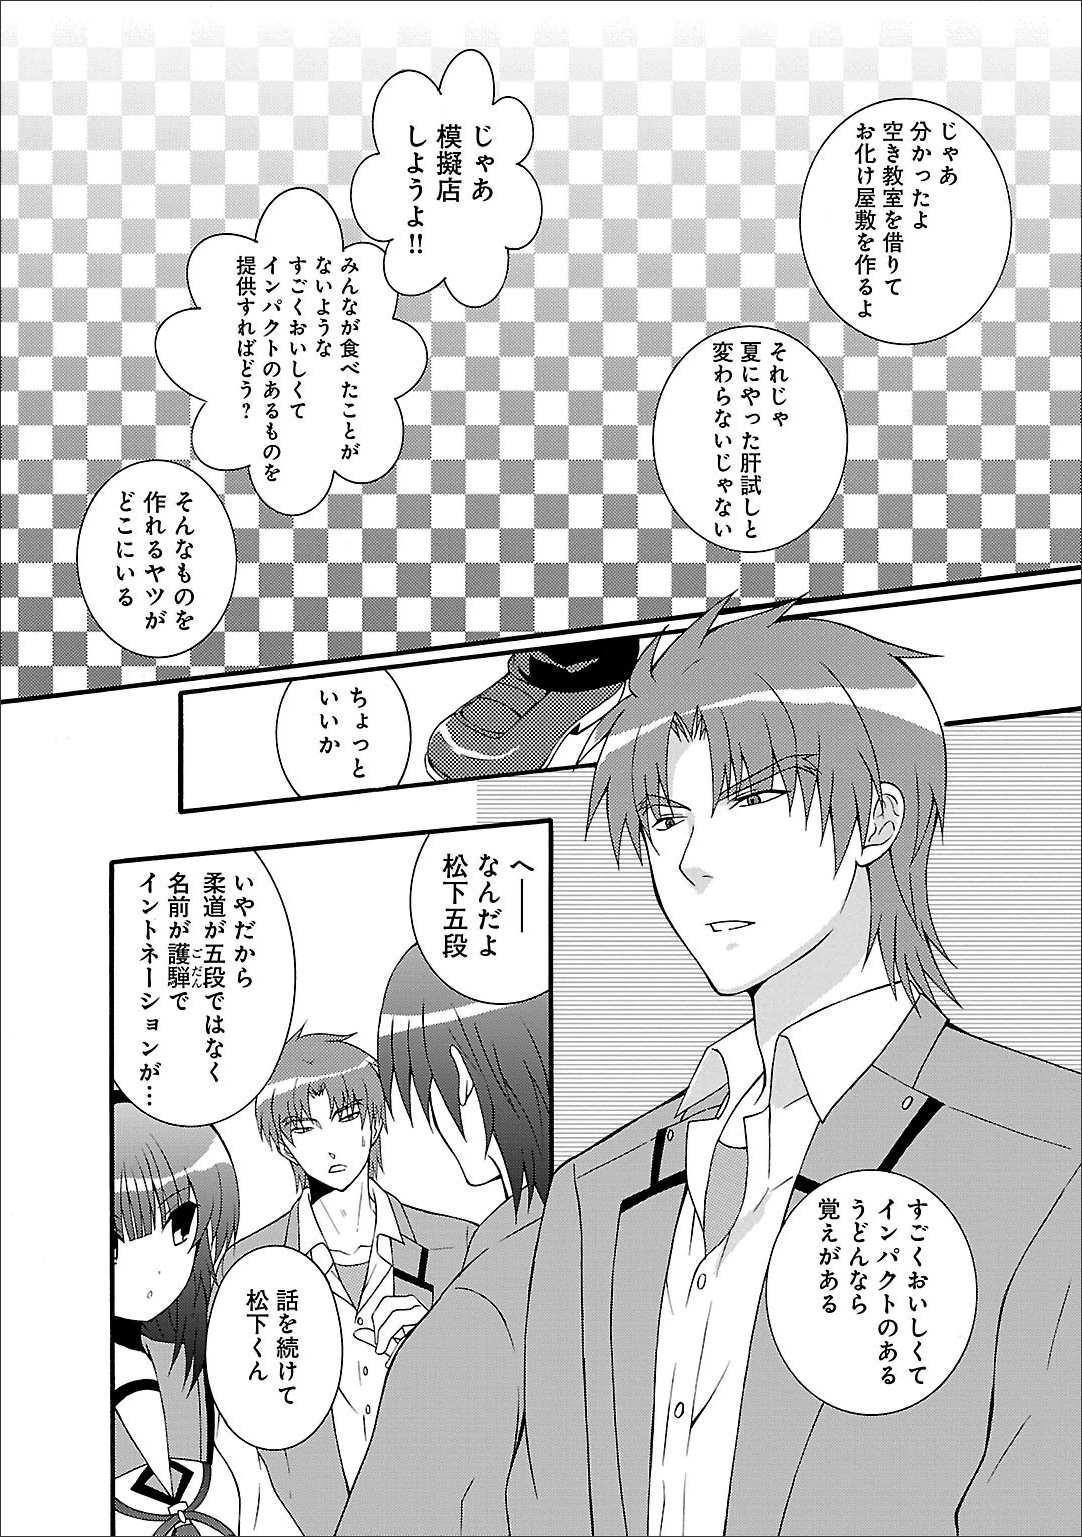 じゃあ
分かったよ
空き教室を借りて
お化け屋敷を作るよ
それじゃ
夏にやった肝試しと
変わらないじゃない
じゃあ
模擬店
しようよ!!
みんなが食べたことが
ないような
すごくおいしくて
インパクトのあるものを
提供すればどう?
そんなものを
作れるヤツが
どこにいる
ちょっと
いいか
すごくおいしくて
インパクトのある
うどんなら
覚えがある
へ――
なんだよ
松下五段
いやだから
柔道が五段ではなく
名前が護騨で
ごだん
イントネーションが…
話を続けて
松下くん